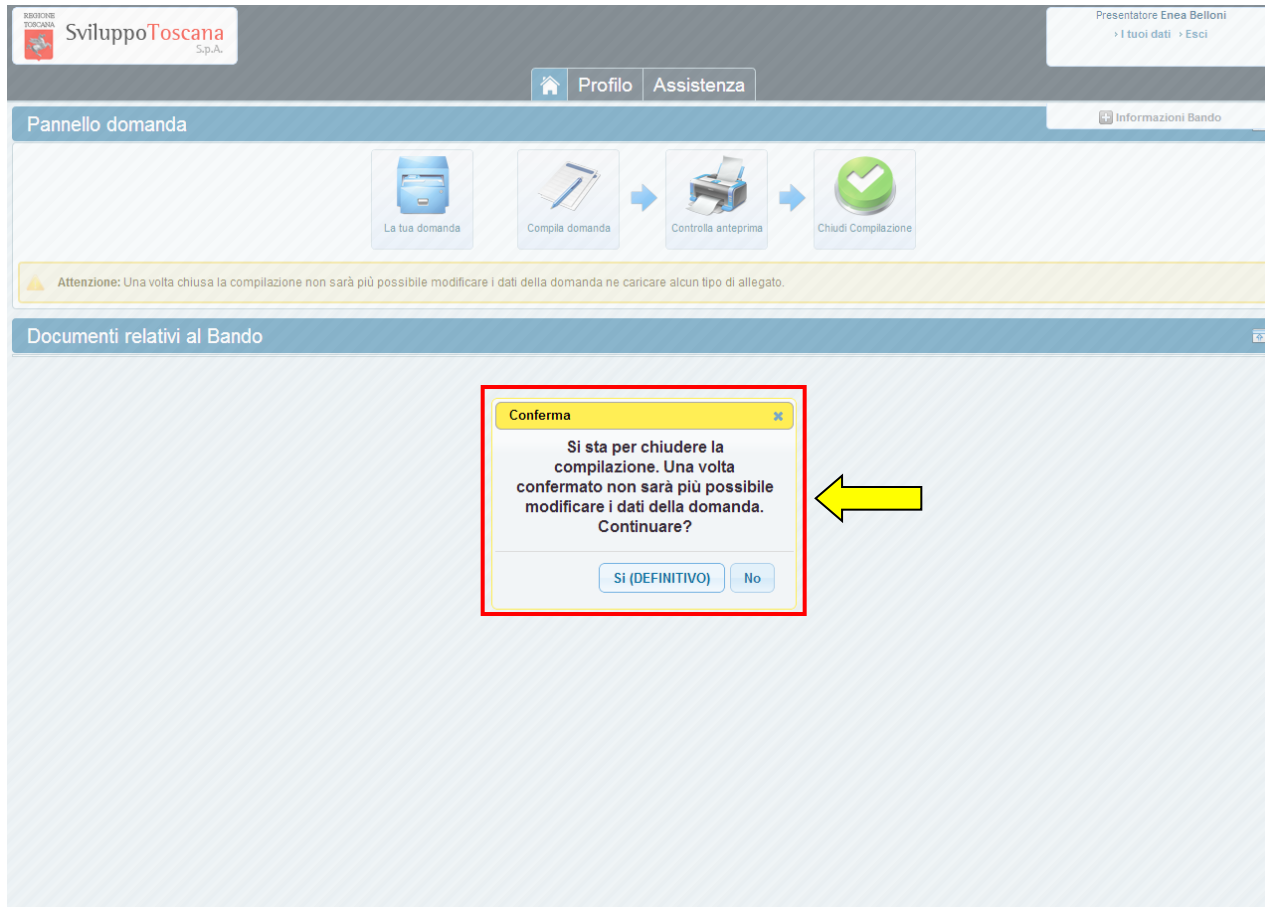 REGIONE
TOSCANA
SviluppoToscana
S.p.A.
Presentatore Enea Belloni
› I tuoi dati › Esci
Profilo Assistenza
Pannello domanda
Informazioni Bando
La tua domanda
Compila domanda
Controlla anteprima
Chiudi Compilazione
Attenzione: Una volta chiusa la compilazione non sarà più possibile modificare i dati della domanda ne caricare alcun tipo di allegato.
Documenti relativi al Bando
Conferma
Si sta per chiudere la
compilazione. Una volta
confermato non sarà più possibile
modificare i dati della domanda.
Continuare?
Si (DEFINITIVO) No